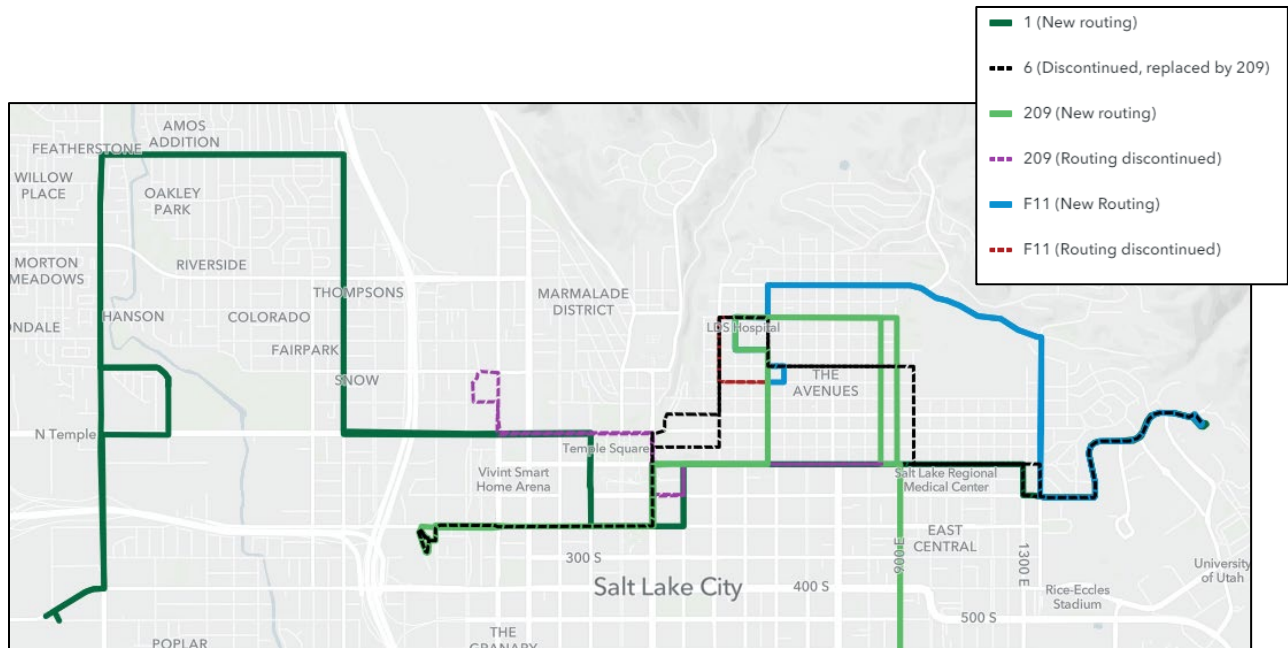 1 (New routing)
6 (Discontinued, replaced by 209)
209 (New routing)
209 (Routing discontinued)
F11 (New Routing)
F11 (Routing discontinued)
AMOS
ADDITION
FEATHERSTONE
WILLOW
PLACE
OAKLEY
PARK
MORTON
MEADOWS
RIVERSIDE
THOMPSONS
MARMALADE
DISTRICT
HANSON
COLORADO
ONDALE
LDS Hospital
FAIRPARK
SNOW
THE
AVENUES
N Temple
Temple Square
Vivint Smart
Home Arena
Salt Lake Regional
Medical Center
EAST
CENTRAL
900 E
1300 E
300 S
University
of Utah
Salt Lake City
400 S
Rice-Eccles
Stadium
500 S
THE
GRANARY
POPLAR